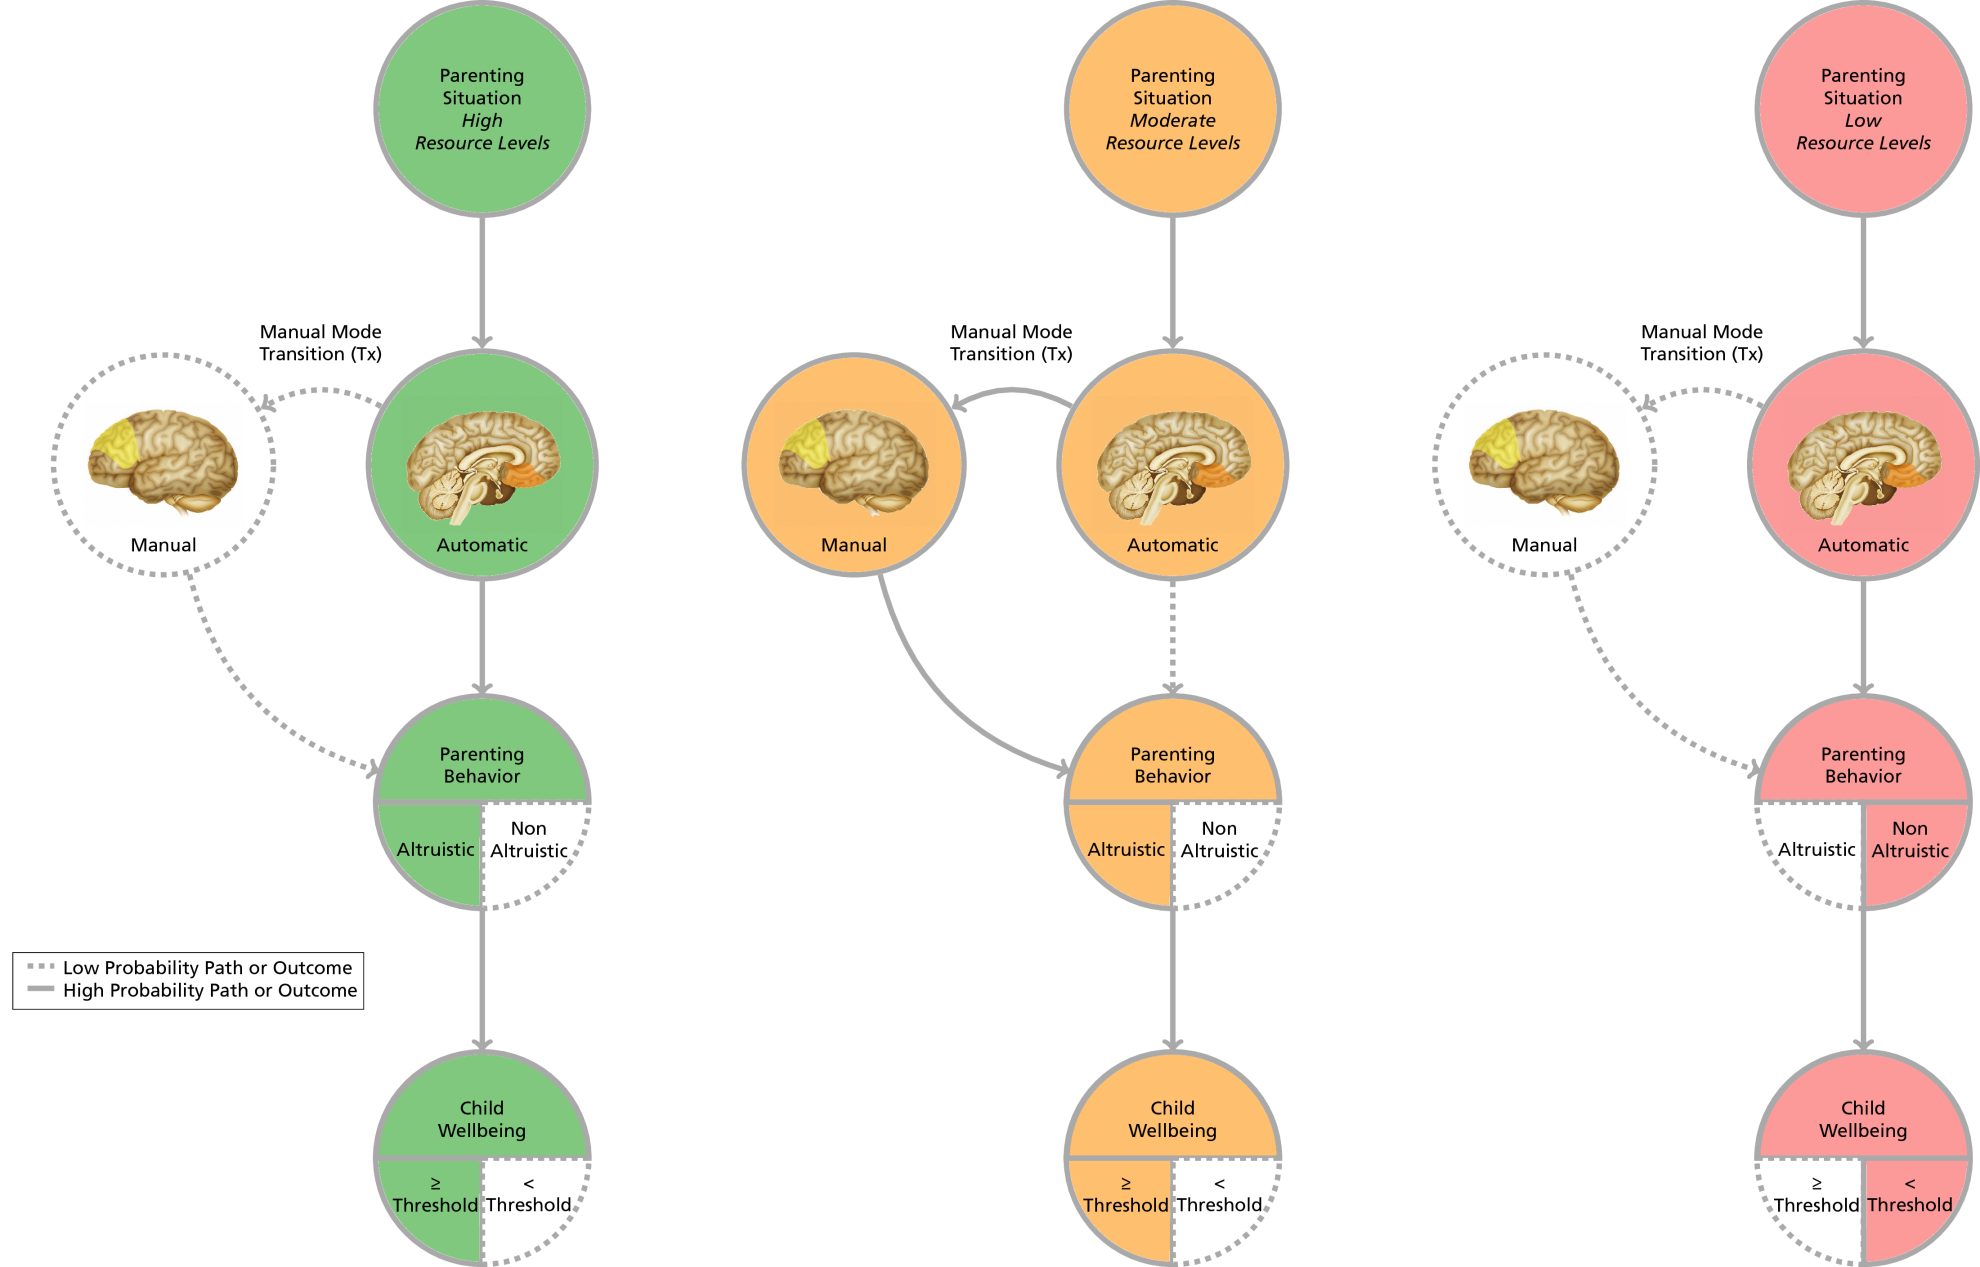 Parenting
Situation
High
Resource Levels
Manual Mode
Transition (Tx)
Manual
Automatic
Parenting
Behavior
Altruistic
Non
Altruistic
Low Probability Path or Outcome
High Probability Path or Outcome
Child
Wellbeing
≥
Threshold
<
Threshold
Parenting
Situation
Moderate
Resource Levels
Manual Mode
Transition (Tx)
Manual
Automatic
Parenting
Behavior
Altruistic
Non
Altruistic
Child
Wellbeing
≥
Threshold
<
Threshold
Parenting
Situation
Low
Resource Levels
Manual Mode
Transition (Tx)
Manual
Automatic
Parenting
Behavior
Altruistic
Non
Altruistic
Child
Wellbeing
≥
Threshold
<
Threshold